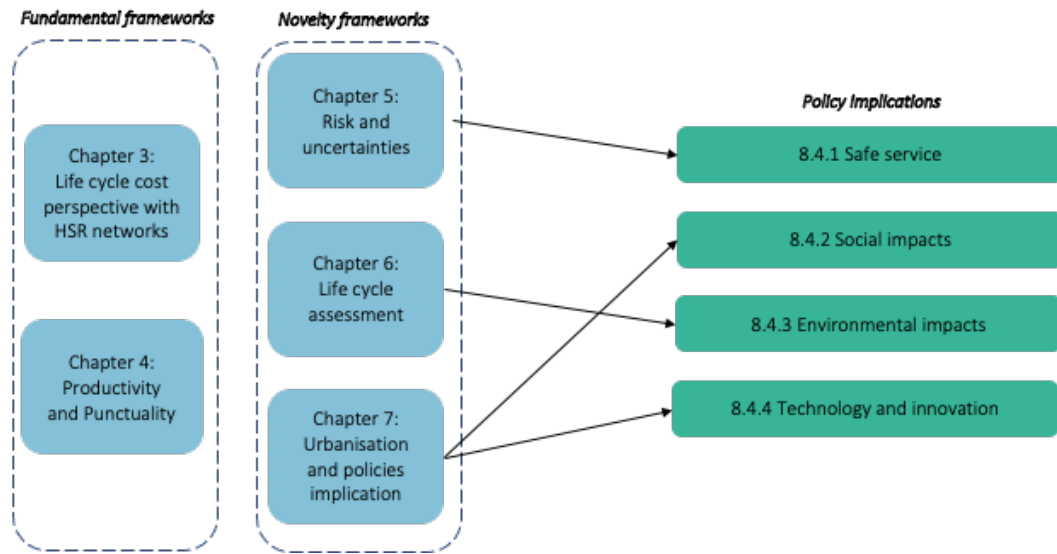 Fundamental frameworks
Chapter 3:
Life cycle cost
perspective with
HSR networks
Chapter 4:
Productivity
and Punctuality
Novelty frameworks
Chapter 5:
Risk and
uncertainties
Chapter 6:
Life cycle
assessment
Chapter 7:
Urbanisation
and policies
implication
Policy implications
8.4.1 Safe service
8.4.2 Social impacts
8.4.3 Environmental impacts
8.4.4 Technology and innovation